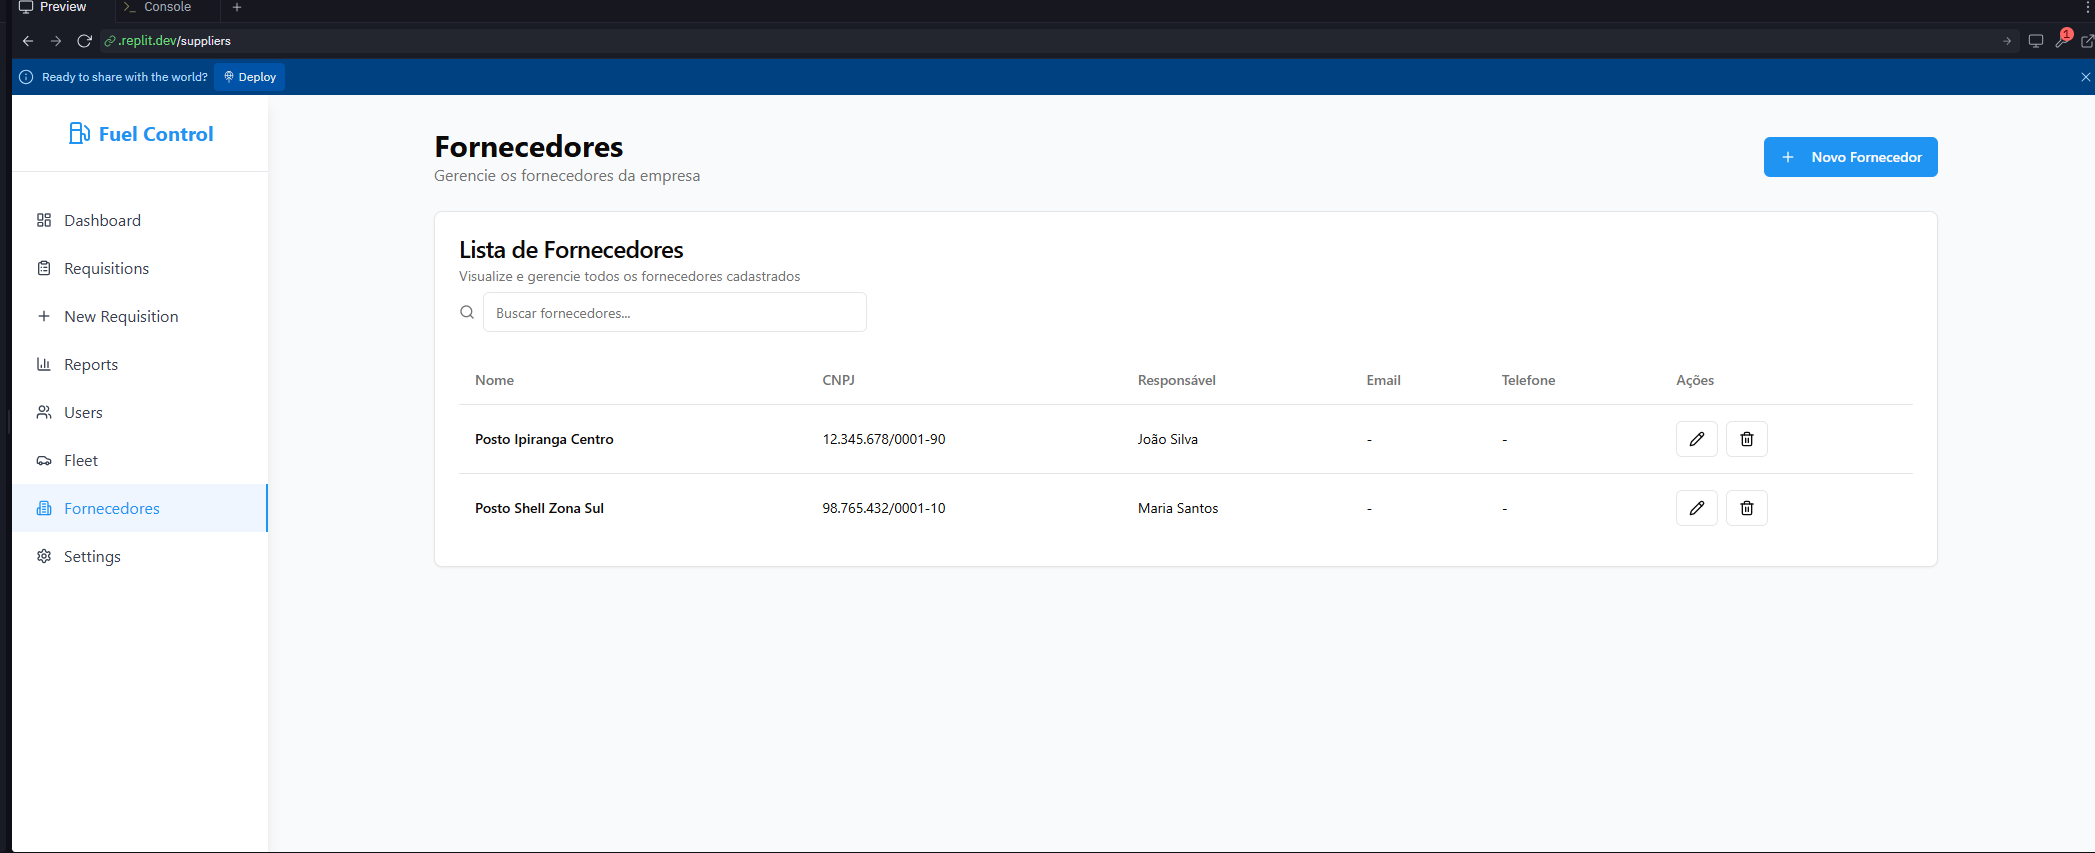 Preview
Console
.replit.dev/suppliers
1
Ready to share with the world?
Deploy
Fuel Control
Dashboard
Requisitions
New Requisition
Reports
Users
Fleet
Fornecedores
Settings
Fornecedores
Gerencie os fornecedores da empresa
Novo Fornecedor
Lista de Fornecedores
Visualize e gerencie todos os fornecedores cadastrados
Buscar fornecedores...
Nome CNPJ Responsável Email Telefone Ações
Posto Ipiranga Centro 12.345.678/0001-90 João Silva - -
Posto Shell Zona Sul 98.765.432/0001-10 Maria Santos - -